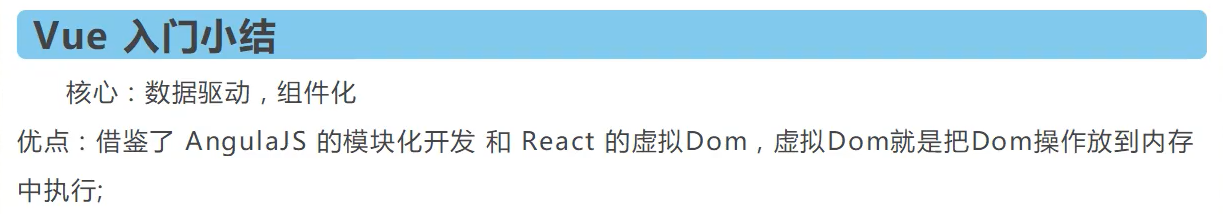 Vue 入门小结
核心：数据驱动，组件化
优点：借鉴了 AngulaJS 的模块化开发 和 React 的虚拟Dom，虚拟Dom就是把Dom操作放到内存
中执行;